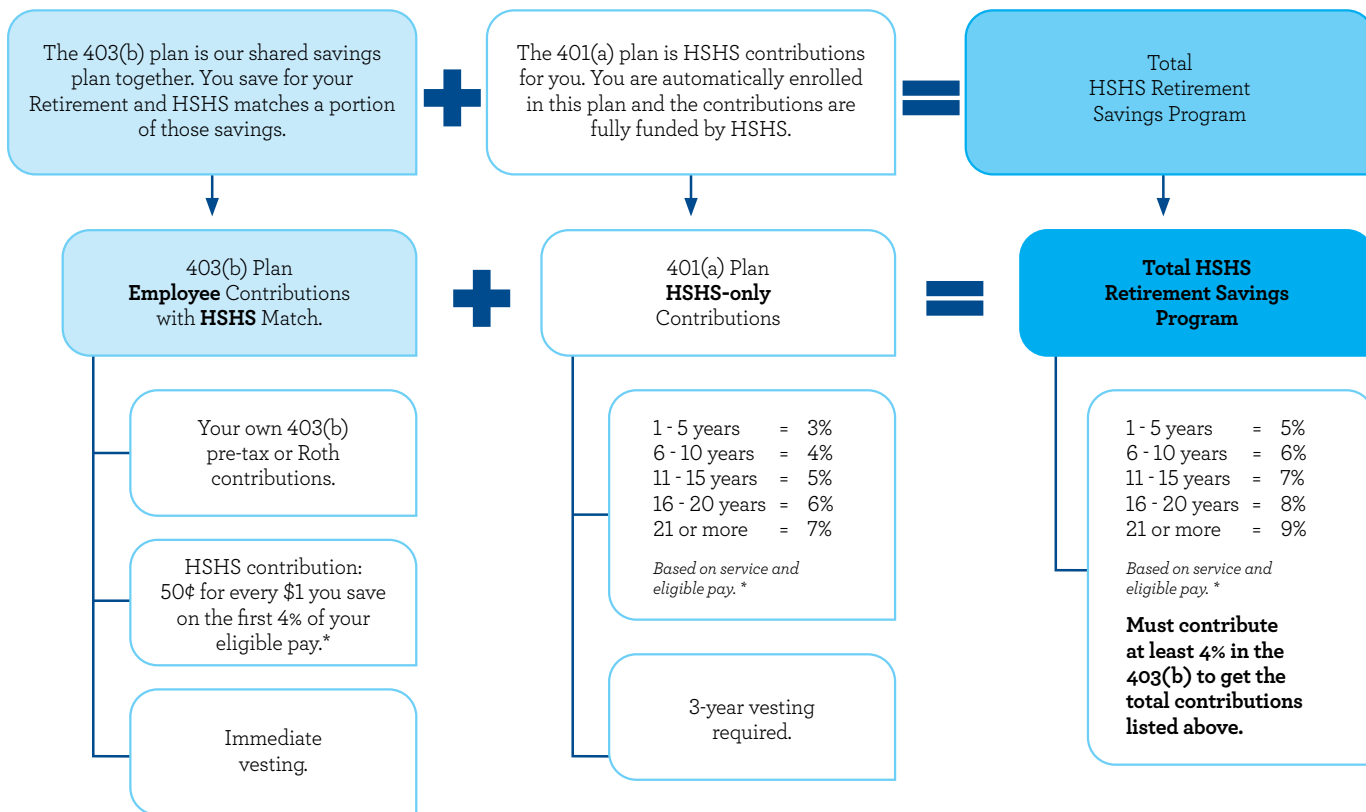 The 403(b) plan is our shared savings
plan together. You save for your
Retirement and HSHS matches a portion
of those savings.
The 401(a) plan is HSHS contributions
for you. You are automatically enrolled
in this plan and the contributions are
fully funded by HSHS.
Total
HSHS Retirement
Savings Program
403(b) Plan
Employee Contributions
with HSHS Match.
401(a) Plan
HSHS-only
Contributions
Total HSHS
Retirement Savings
Program
Your own 403(b)
pre-tax or Roth
contributions.
HSHS contribution:
50¢ for every $1 you save
on the first 4% of your
eligible pay.*
Immediate
vesting.
1 - 5 years = 3%
6 - 10 years = 4%
11 - 15 years = 5%
16 - 20 years = 6%
21 or more = 7%
Based on service and
eligible pay. *
3-year vesting
required.
1 - 5 years = 5%
6 - 10 years = 6%
11 - 15 years = 7%
16 - 20 years = 8%
21 or more = 9%
Based on service and
eligible pay. *
Must contribute
at least 4% in the
403(b) to get the
total contributions
listed above.